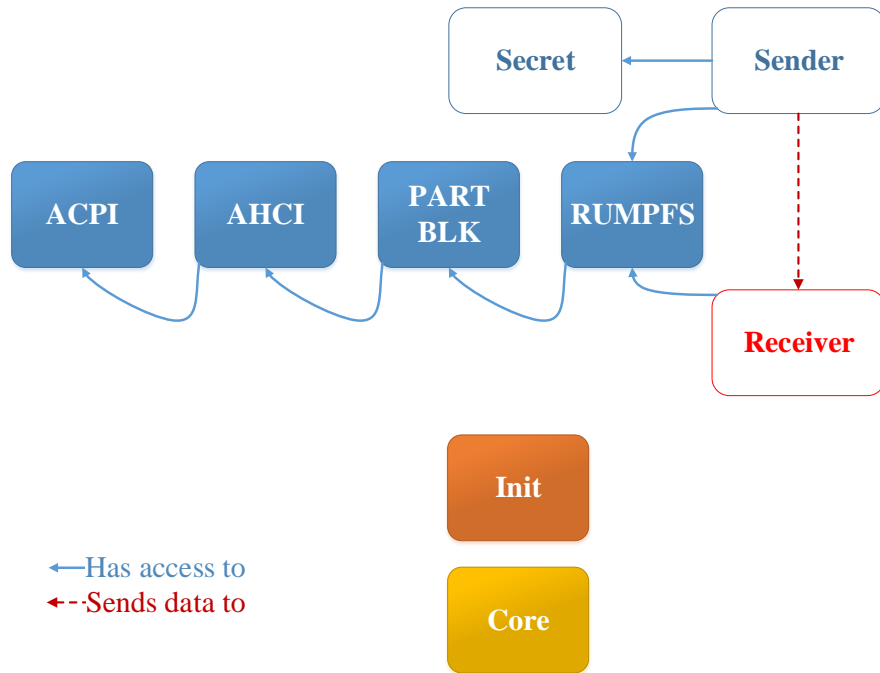 Secret
Sender
ACPI
AHCI
PART
BLK
RUMPFS
Receiver
Init
Has access to
Sends data to
Core